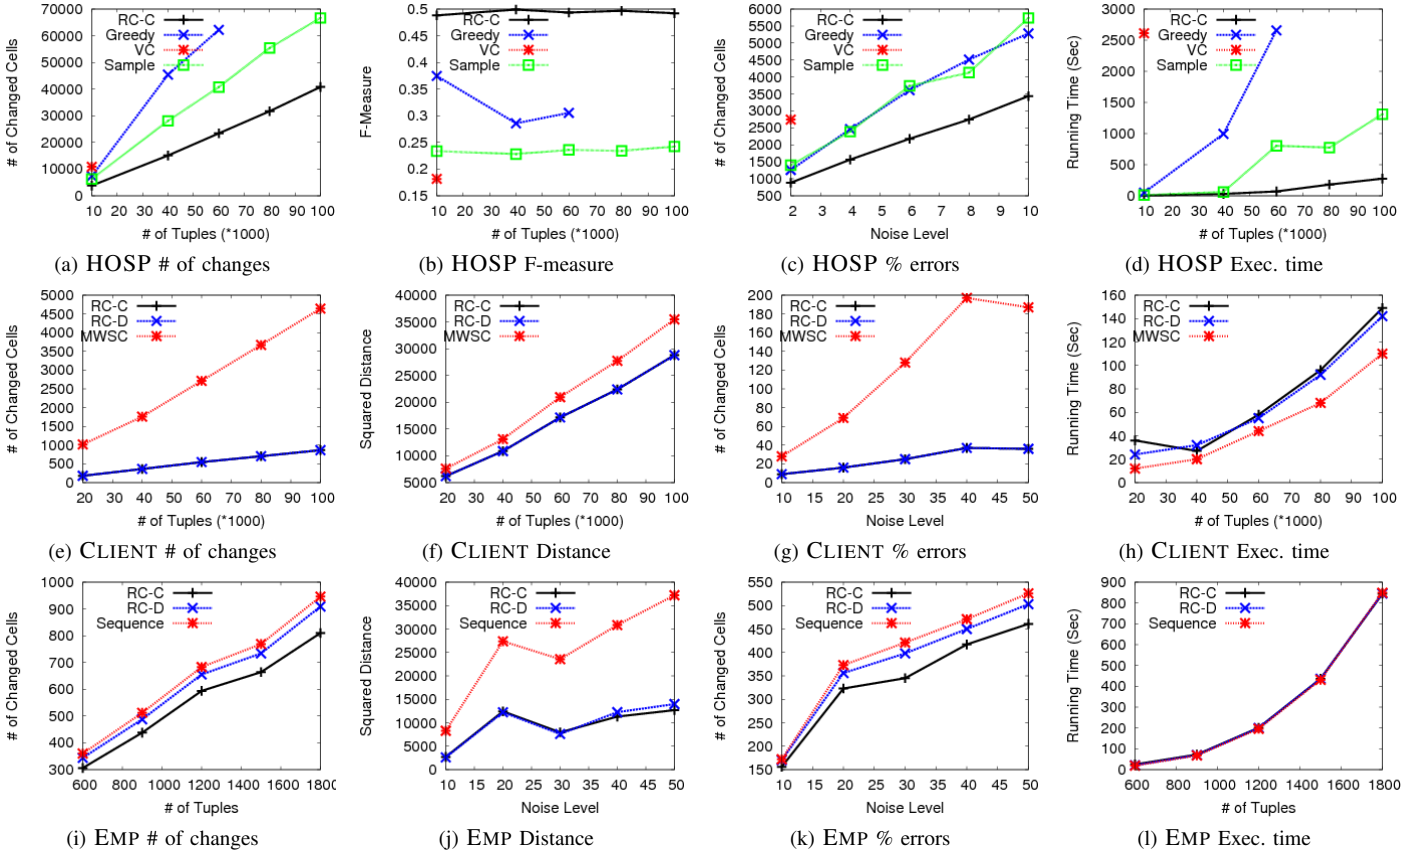 # of Changed Cells
70000
60000
50000
40000
30000
20000
10000
0
RC-C
Greedy
VC
Sample
10 20 30 40 50 60 70 80 90 100
# of Tuples (*1000)
(a) HOSP # of changes
F-Measure
0.5
0.45
0.4
0.35
0.3
0.25
0.2
0.15
RC-C
Greedy
VC
Sample
10 20 30 40 50 60 70 80 90 100
# of Tuples (*1000)
(b) HOSP F-measure
# of Changed Cells
6000
5500
5000
4500
4000
3500
3000
2500
2000
1500
1000
500
RC-C
Greedy
VC
Sample
2 3 4 5 6 7 8 9 10
Noise Level
(c) HOSP % errors
Running Time (Sec)
3000
2500
2000
1500
1000
500
0
RC-C
Greedy
VC
Sample
10 20 30 40 50 60 70 80 90 100
# of Tuples (*1000)
(d) HOSP Exec. time
# of Changed Cells
5000
4500
4000
3500
3000
2500
2000
1500
1000
500
0
RC-C
RC-D
MWSC
20 30 40 50 60 70 80 90 100
# of Tuples (*1000)
(e) CLIENT # of changes
Squared Distance
40000
35000
30000
25000
20000
15000
10000
5000
RC-C
RC-D
MWSC
20 30 40 50 60 70 80 90 100
# of Tuples (*1000)
(f) CLIENT Distance
# of Changed Cells
200
180
160
140
120
100
80
60
40
20
0
RC-C
RC-D
MWSC
10 15 20 25 30 35 40 45 50
Noise Level
(g) CLIENT % errors
Running Time (Sec)
160
140
120
100
80
60
40
20
0
RC-C
RC-D
MWSC
20 30 40 50 60 70 80 90 100
# of Tuples (*1000)
(h) CLIENT Exec. time
# of Changed Cells
1000
900
800
700
600
500
400
300
RC-C
RC-D
Sequence
600 800 1000 1200 1400 1600 1800
# of Tuples
(i) EMP # of changes
Squared Distance
40000
35000
30000
25000
20000
15000
10000
5000
0
RC-C
RC-D
Sequence
10 15 20 25 30 35 40 45 50
Noise Level
(j) EMP Distance
# of Changed Cells
550
500
450
400
350
300
250
200
150
RC-C
RC-D
Sequence
10 15 20 25 30 35 40 45 50
Noise Level
(k) EMP % errors
Running Time (Sec)
900
800
700
600
500
400
300
200
100
0
RC-C
RC-D
Sequence
600 800 1000 1200 1400 1600 1800
# of Tuples
(l) EMP Exec. time